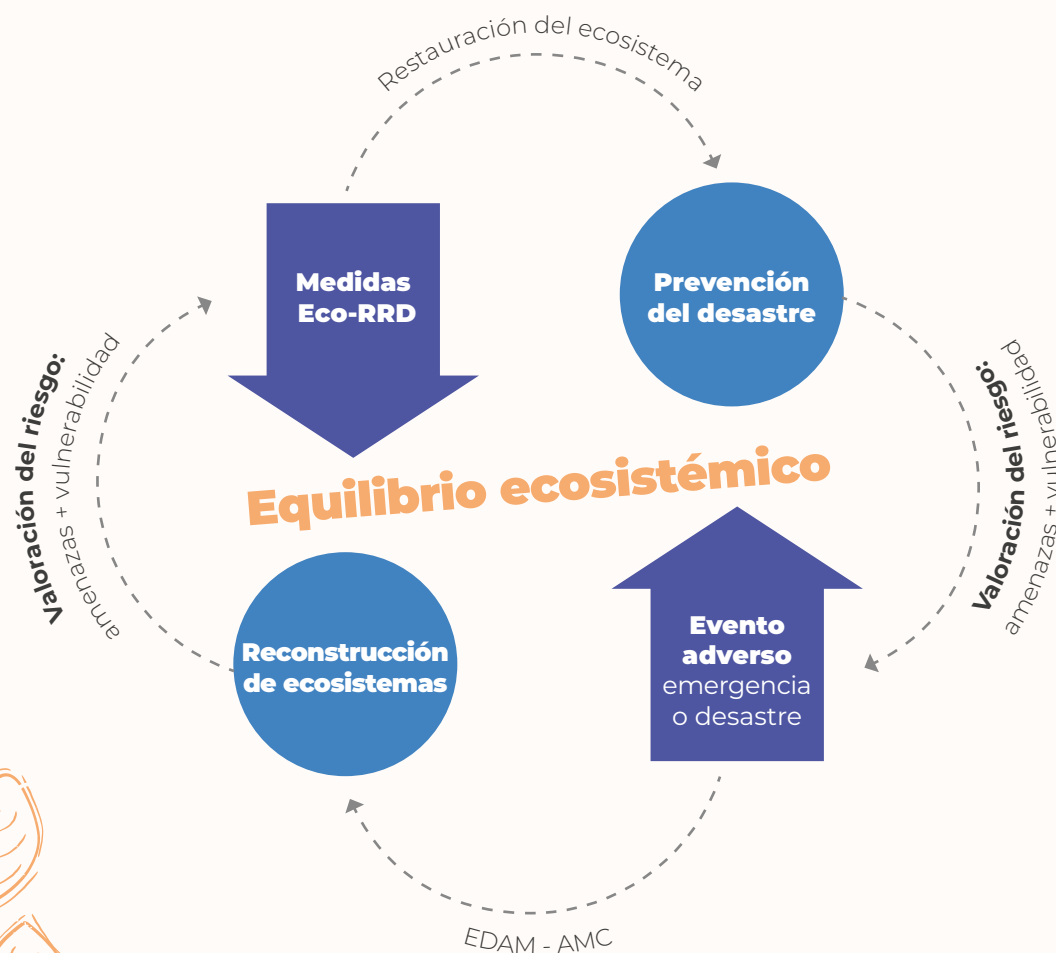 Restauración del ecosistema
Medidas
Eco-RRD
Prevención
del desastre
Valoración del riesgo:
amenazas + vulnerabilidad
Valoración del riesgo:
amenazas + vulnerabilidad
Equilibrio ecosistémico
Reconstrucción
de ecosistemas
Evento
adverso
emergencia
o desastre
EDAM - AMC